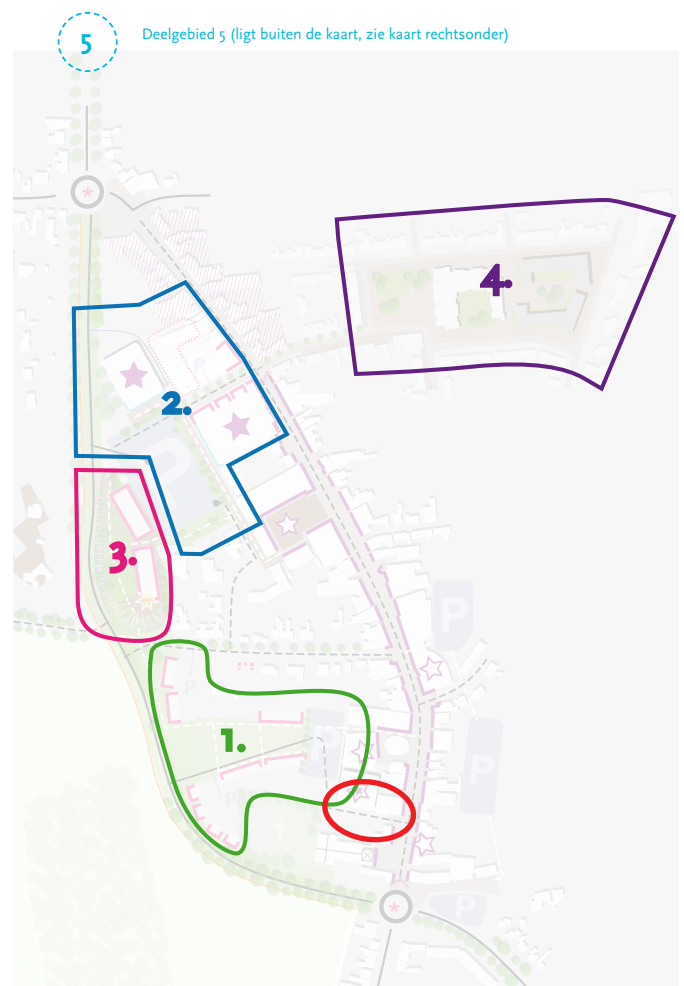 5
Deelgebied 5 (ligt buiten de kaart, zie kaart rechtsonder)
4.
P
2.
P
3.
P
1.
P
P
P
P
P